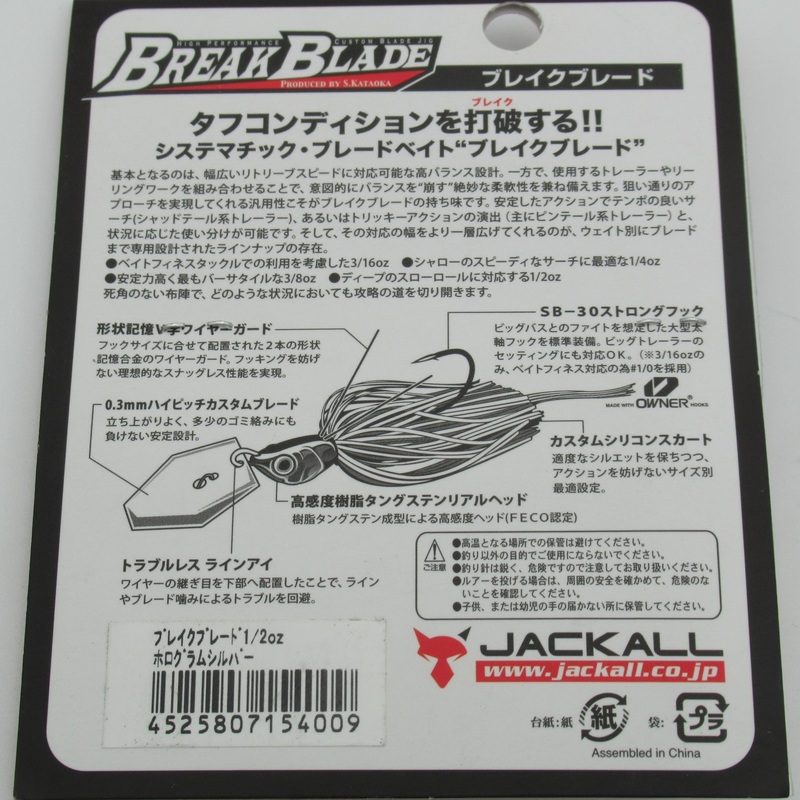 HIGH PERFORMANCE CUSTOM BLADE JIG
BREAK BLADE
PRODUCED BY S.KATAOKA
ブレイクブレード
ブレイク
タフコンディションを打破する!!
システマチック・ブレードベイト“ブレイクブレード”
基本となるのは、幅広いリトリーブスピードに対応可能な高バランス設計。一方で、使用するトレーラーやリー
リングワークを組み合わせることで、意図的にバランスを“崩す”絶妙な柔軟性を兼ね備えます。狙い通りのア
プローチを実現してくれる汎用性こそがブレイクブレードの持ち味です。安定したアクションでテンポの良いサ
ーチ(シャッドテール系トレーラー)、あるいはトリッキーアクションの演出(主にピンテール系トレーラー)と、
状況に応じた使い分けが可能です。そして、その対応の幅をより一層広げてくれるのが、ウェイト別にブレード
まで専用設計されたラインナップの存在。
●ベイトフィネスタックルでの利用を考慮した3/16oz ●シャローのスピーディなサーチに最適な1/4oz
●安定力高く最もバーサタイルな3/8oz ●ディープのスローロールに対応する1/2oz
死角のない布陣で、どのような状況においても攻略の道を切り開きます。
形状記憶Vチワイヤーガード
フックサイズに合せて配置された2本の形状
記憶合金のワイヤーガード。フッキングを妨げ
ない理想的なスナッグレス性能を実現。
SB-30ストロングフック
ビッグバスとのファイトを想定した大型太
軸フックを標準装備。ビッグトレーラーの
セッティングにも対応OK。(※3/16ozの
み、ベイトフィネス対応の為#1/0を採用)
MADE WITH OWNER HOOKS
0.3mmハイピッチカスタムブレード
立ち上がりよく、多少のゴミ絡みにも
負けない安定設計。
カスタムシリコンスカート
適度なシルエットを保ちつつ、
アクションを妨げないサイズ別
最適設定。
高感度樹脂タングステンリアルヘッド
樹脂タングステン成型による高感度ヘッド(FECO認定)
トラブルレス ラインアイ
ワイヤーの継ぎ目を下部へ配置したことで、ライン
やブレード噛みによるトラブルを回避。
ご注意
●高温となる場所での保管は避けてください。
●釣り以外の目的でご使用にならないでください。
●釣り針は鋭く、危険ですので注意してお取り扱いください。
●ルアーを投げる場合は、周囲の安全を確かめて、危険のな
いことを確認してください。
●子供、または幼児の手の届かない所に保管してください。
ブレイクブレード1/2oz
ホログラムシルバー
4525807154009
JACKALL
www.jackall.co.jp
台紙:紙 紙 袋: プラ
Assembled in China